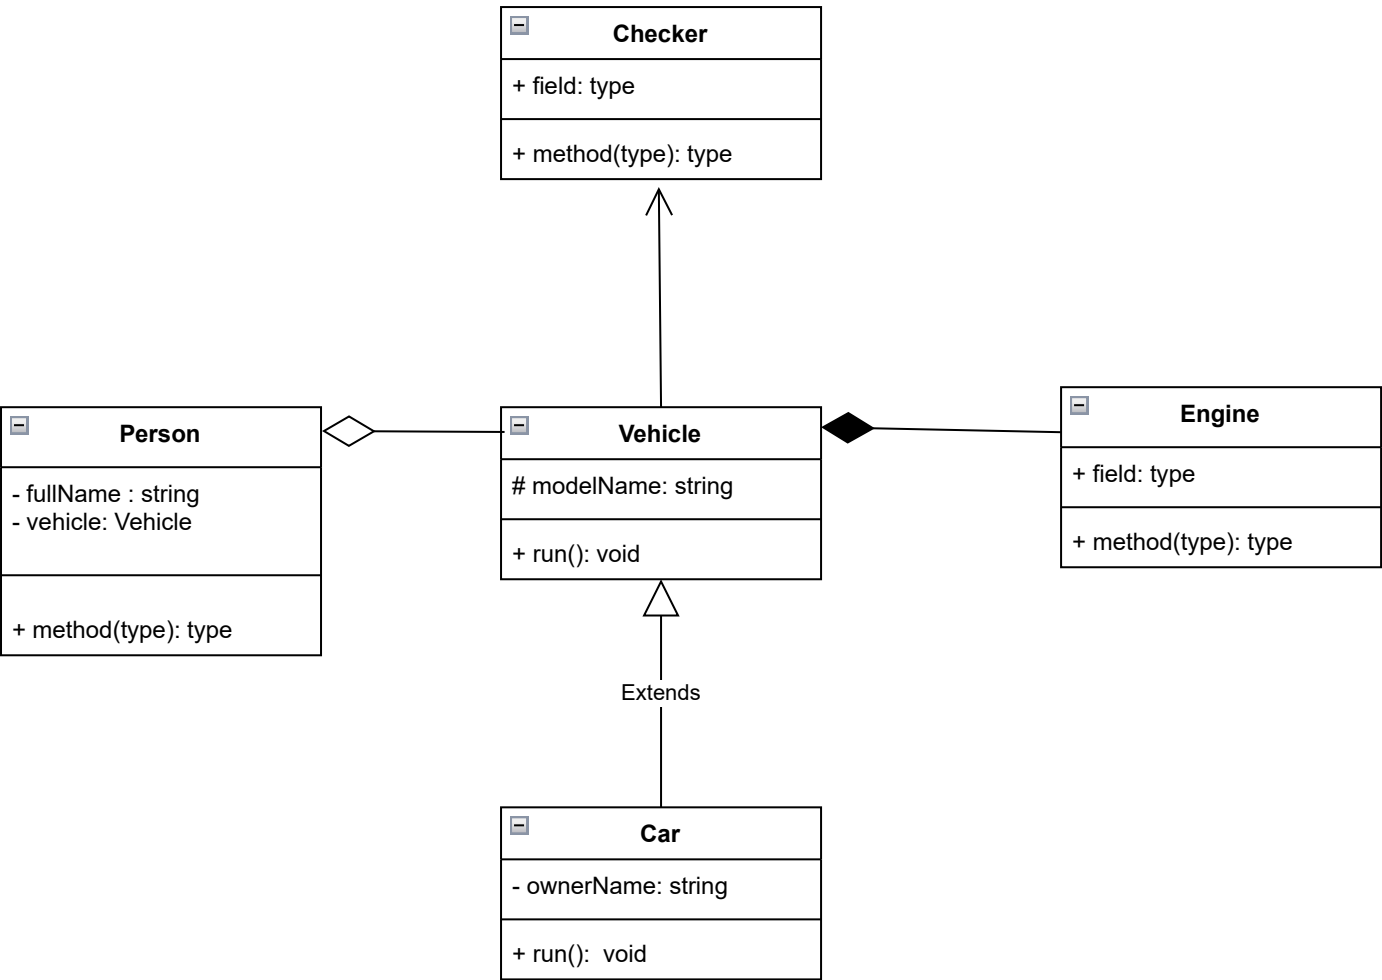 Checker
+ field: type
+ method(type): type
Person
- fullName : string
- vehicle: Vehicle
+ method(type): type
Vehicle
# modelName: string
+ run(): void
Engine
+ field: type
+ method(type): type
Extends
Car
- ownerName: string
+ run():  void